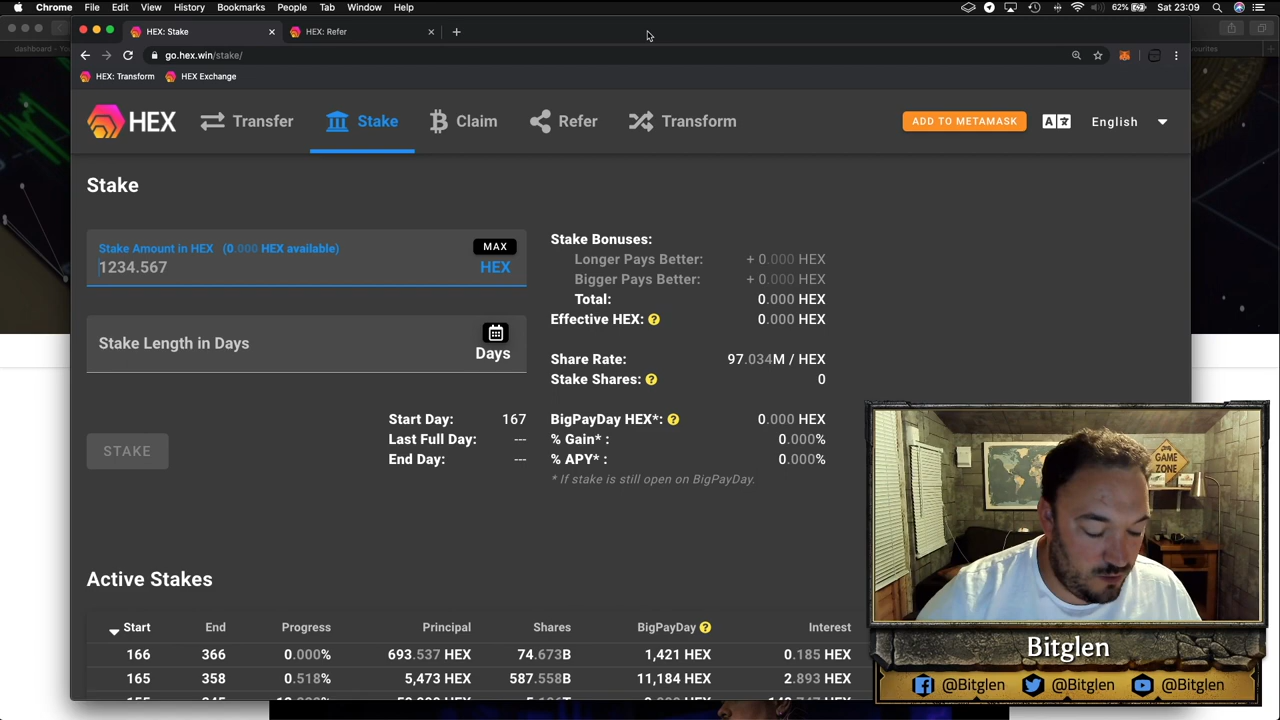 Chrome File Edit View History Bookmarks People Tab Window Help 62% Sat 23:09
dashboard - Yo
HEX: Stake HEX: Refer
go.hex.win/stake/
HEX: Transform HEX Exchange
HEX Transfer Stake Claim Refer Transform ADD TO METAMASK English
Stake
Stake Amount in HEX (0.000 HEX available) MAX
1234.567 HEX
Stake Length in Days Days
Start Day: 167
Last Full Day: ---
End Day: ---
STAKE
Stake Bonuses:
Longer Pays Better: + 0.000 HEX
Bigger Pays Better: + 0.000 HEX
Total: 0.000 HEX
Effective HEX: ? 0.000 HEX
Share Rate: 97.034M / HEX
Stake Shares: ? 0
BigPayDay HEX*: ? 0.000 HEX
% Gain* : 0.000%
% APY* : 0.000%
* If stake is still open on BigPayDay.
Active Stakes
Start End Progress Principal Shares BigPayDay ? Interest
166 366 0.000% 693.537 HEX 74.673B 1,421 HEX 0.185 HEX
165 358 0.518% 5,473 HEX 587.558B 11,184 HEX 2.893 HEX
GAME
ZONE
Bitglen
@Bitglen @Bitglen @Bitglen